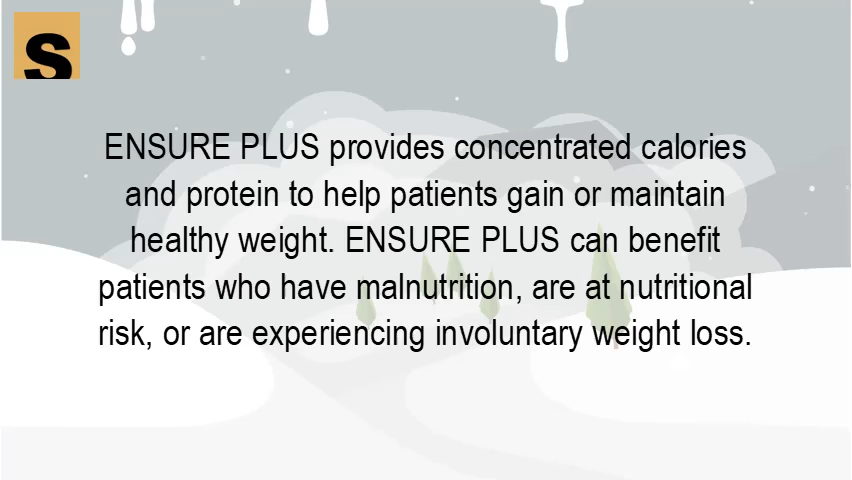 S
ENSURE PLUS provides concentrated calories
and protein to help patients gain or maintain
healthy weight. ENSURE PLUS can benefit
patients who have malnutrition, are at nutritional
risk, or are experiencing involuntary weight loss.